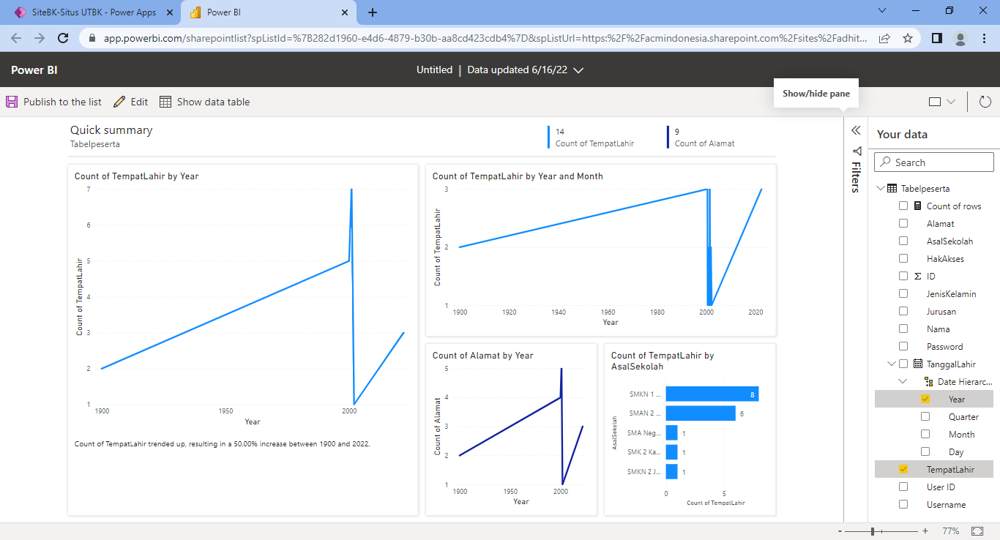 SiteBK-Situs UTBK - Power Apps
Power BI
app.powerbi.com/sharepointlist?spListId=%7B282d1960-e4d6-4879-b30b-aa8cd423cdb4%7D&spListUrl=https:%2F%2Facmindonesia.sharepoint.com%2Fsites%2Fadhit...
Power BI
Untitled | Data updated 6/16/22
Publish to the list
Edit
Show data table
Show/hide pane
Quick summary
Tabelpeserta
14
Count of TempatLahir
9
Count of Alamat
Count of TempatLahir by Year
7
6
5
4
3
2
1
Count of TempatLahir
1900
1950
2000
Year
Count of TempatLahir trended up, resulting in a 50.00% increase between 1900 and 2022.
Count of TempatLahir by Year and Month
3
2
1
Count of TempatLahir
1900
1920
1940
1960
1980
2000
2020
Year
Count of Alamat by Year
5
4
3
2
1
Count of Alamat
1900
1950
2000
Year
Count of TempatLahir by
AsalSekolah
AsalSekolah
SMKN 1 ... 8
SMAN 2 ... 6
SMA Neg... 1
SMK 2 Ka... 1
SMKN 2 J... 1
0
5
Count of TempatLahir
Filters
Your data
Search
Tabelpeserta
Count of rows
Alamat
AsalSekolah
HakAkses
Σ ID
JenisKelamin
Jurusan
Nama
Password
TanggalLahir
Date Hierarc...
Year
Quarter
Month
Day
TempatLahir
User ID
Username
- + 77%